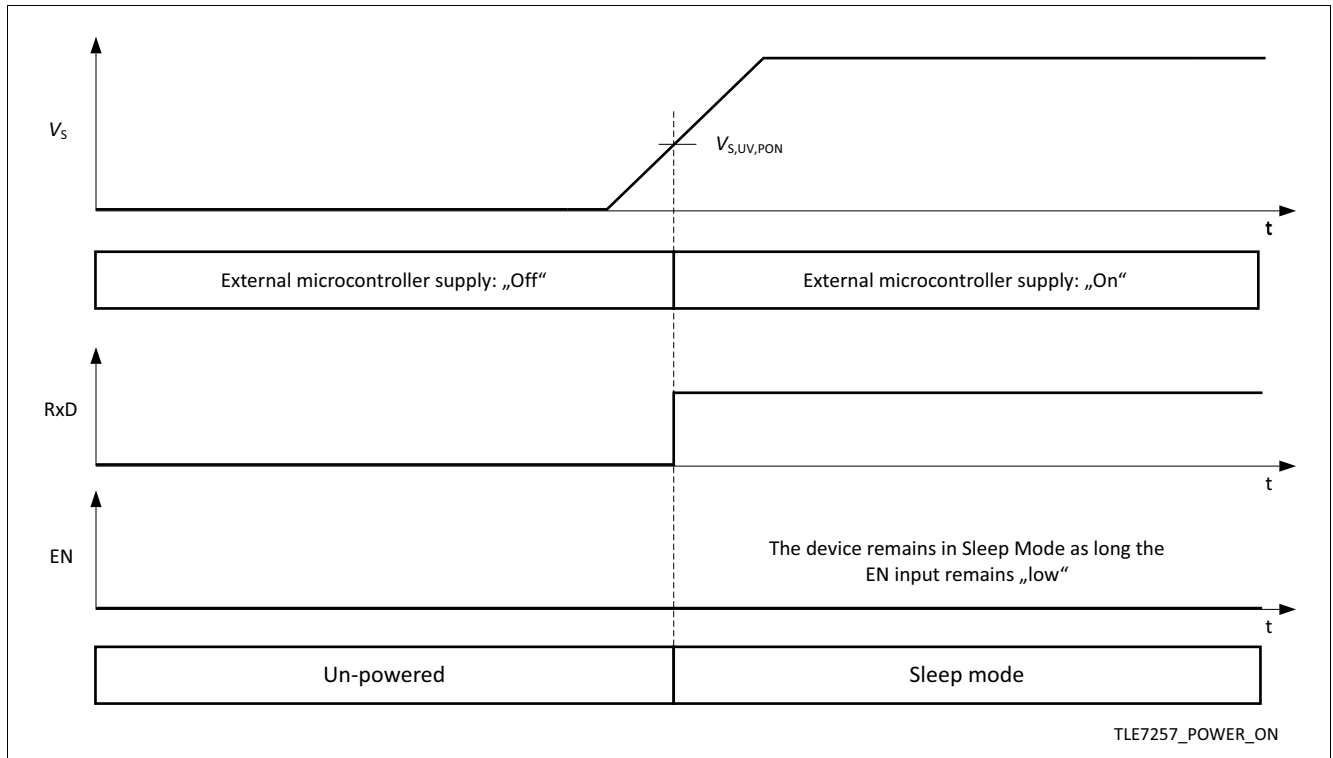 V_S
V_S,UV,PON
t
External microcontroller supply: „Off“
External microcontroller supply: „On“
RxD
t
EN
The device remains in Sleep Mode as long the
EN input remains „low“
t
Un-powered
Sleep mode
TLE7257_POWER_ON